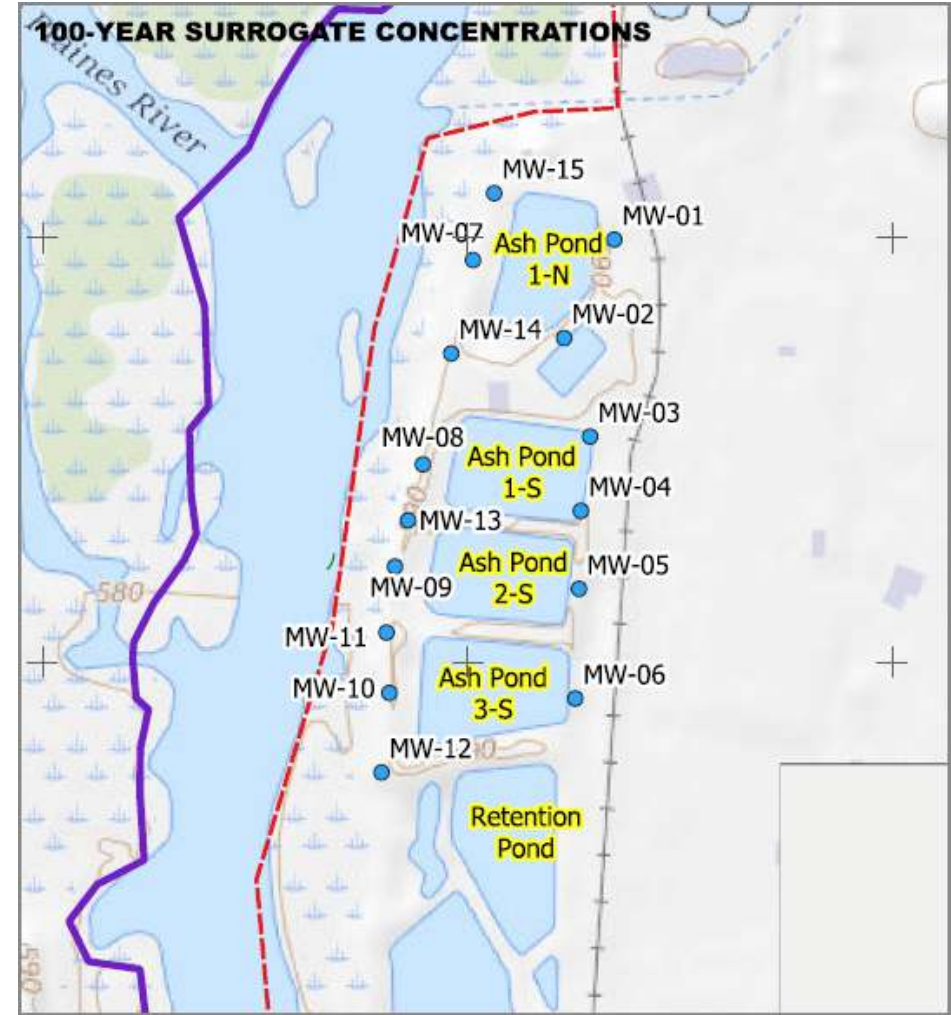 100-YEAR SURROGATE CONCENTRATIONS
Plaines River
MW-15
MW-01
MW-07
Ash Pond
1-N
590
MW-02
MW-14
MW-03
MW-08
Ash Pond
1-S
MW-04
MW-13
Ash Pond
2-S
MW-05
MW-09
580
MW-11
MW-10
Ash Pond
3-S
MW-06
MW-12
Retention
Pond
590